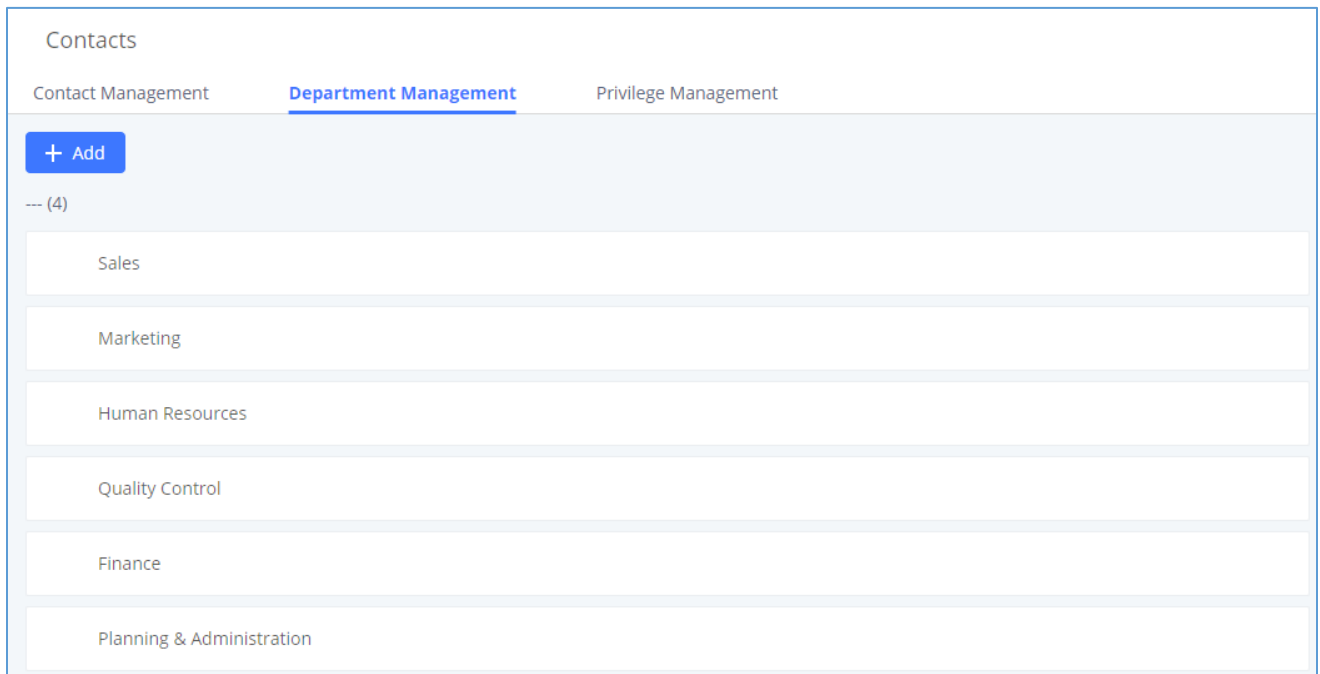 Contacts
Contact Management Department Management Privilege Management
+ Add
--- (4)
Sales
Marketing
Human Resources
Quality Control
Finance
Planning & Administration